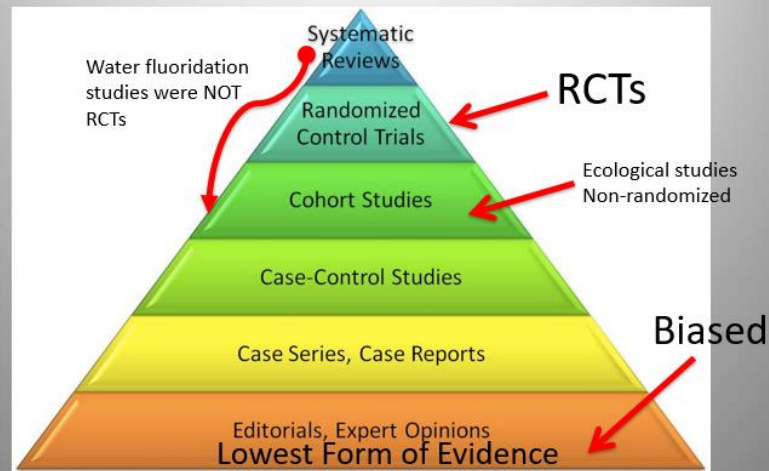 Systematic
Reviews
Water fluoridation
studies were NOT
RCTs
RCTs
Randomized
Control Trials
Ecological studies
Non-randomized
Cohort Studies
Case-Control Studies
Biased
Case Series, Case Reports
Editorials, Expert Opinions
Lowest Form of Evidence